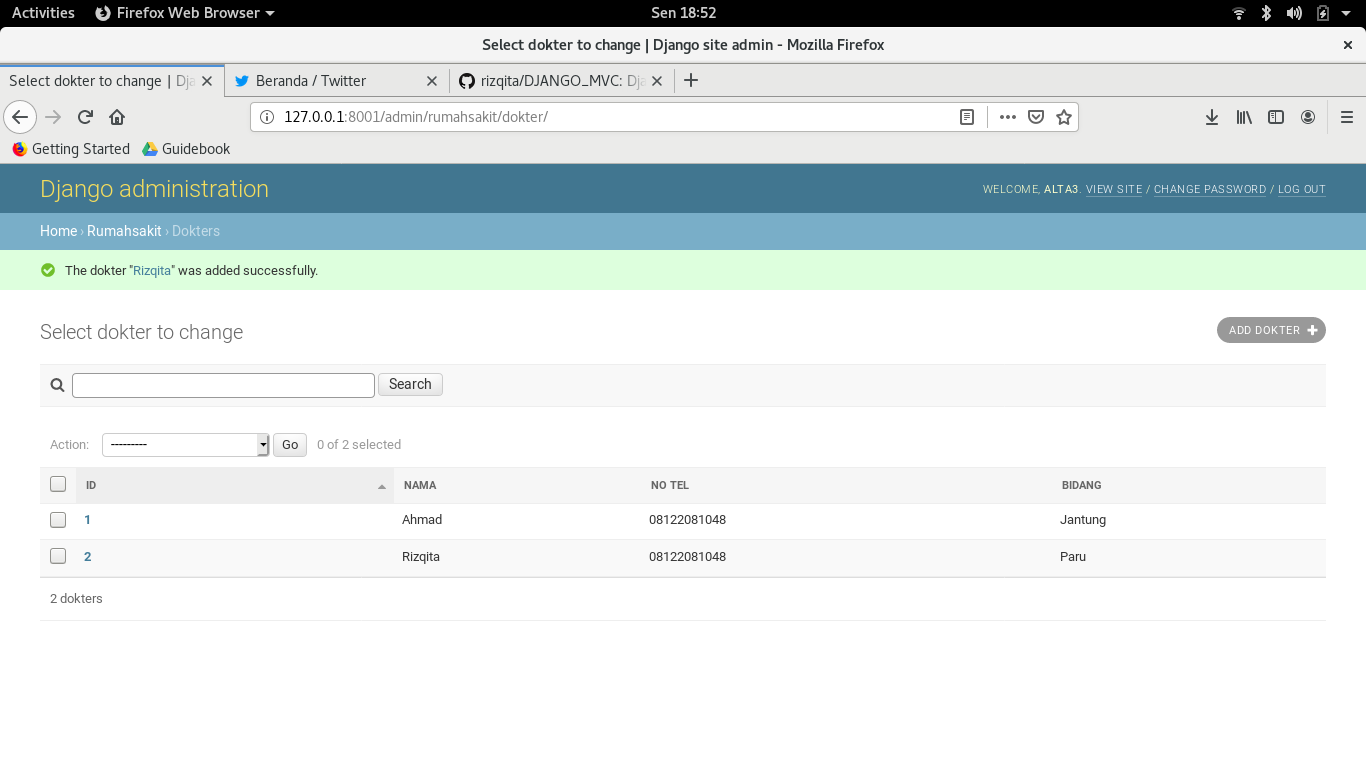 Activities Firefox Web Browser Sen 18:52
Select dokter to change | Django site admin - Mozilla Firefox
Select dokter to change | Dja Beranda / Twitter rizqita/DJANGO_MVC: Dja
127.0.0.1:8001/admin/rumahsakit/dokter/
Getting Started Guidebook
Django administration WELCOME, ALTA3. VIEW SITE / CHANGE PASSWORD / LOG OUT
Home › Rumahsakit › Dokters
The dokter "Rizqita" was added successfully.
Select dokter to change ADD DOKTER
Search
Action: --------- Go 0 of 2 selected
ID NAMA NO TEL BIDANG
1 Ahmad 08122081048 Jantung
2 Rizqita 08122081048 Paru
2 dokters